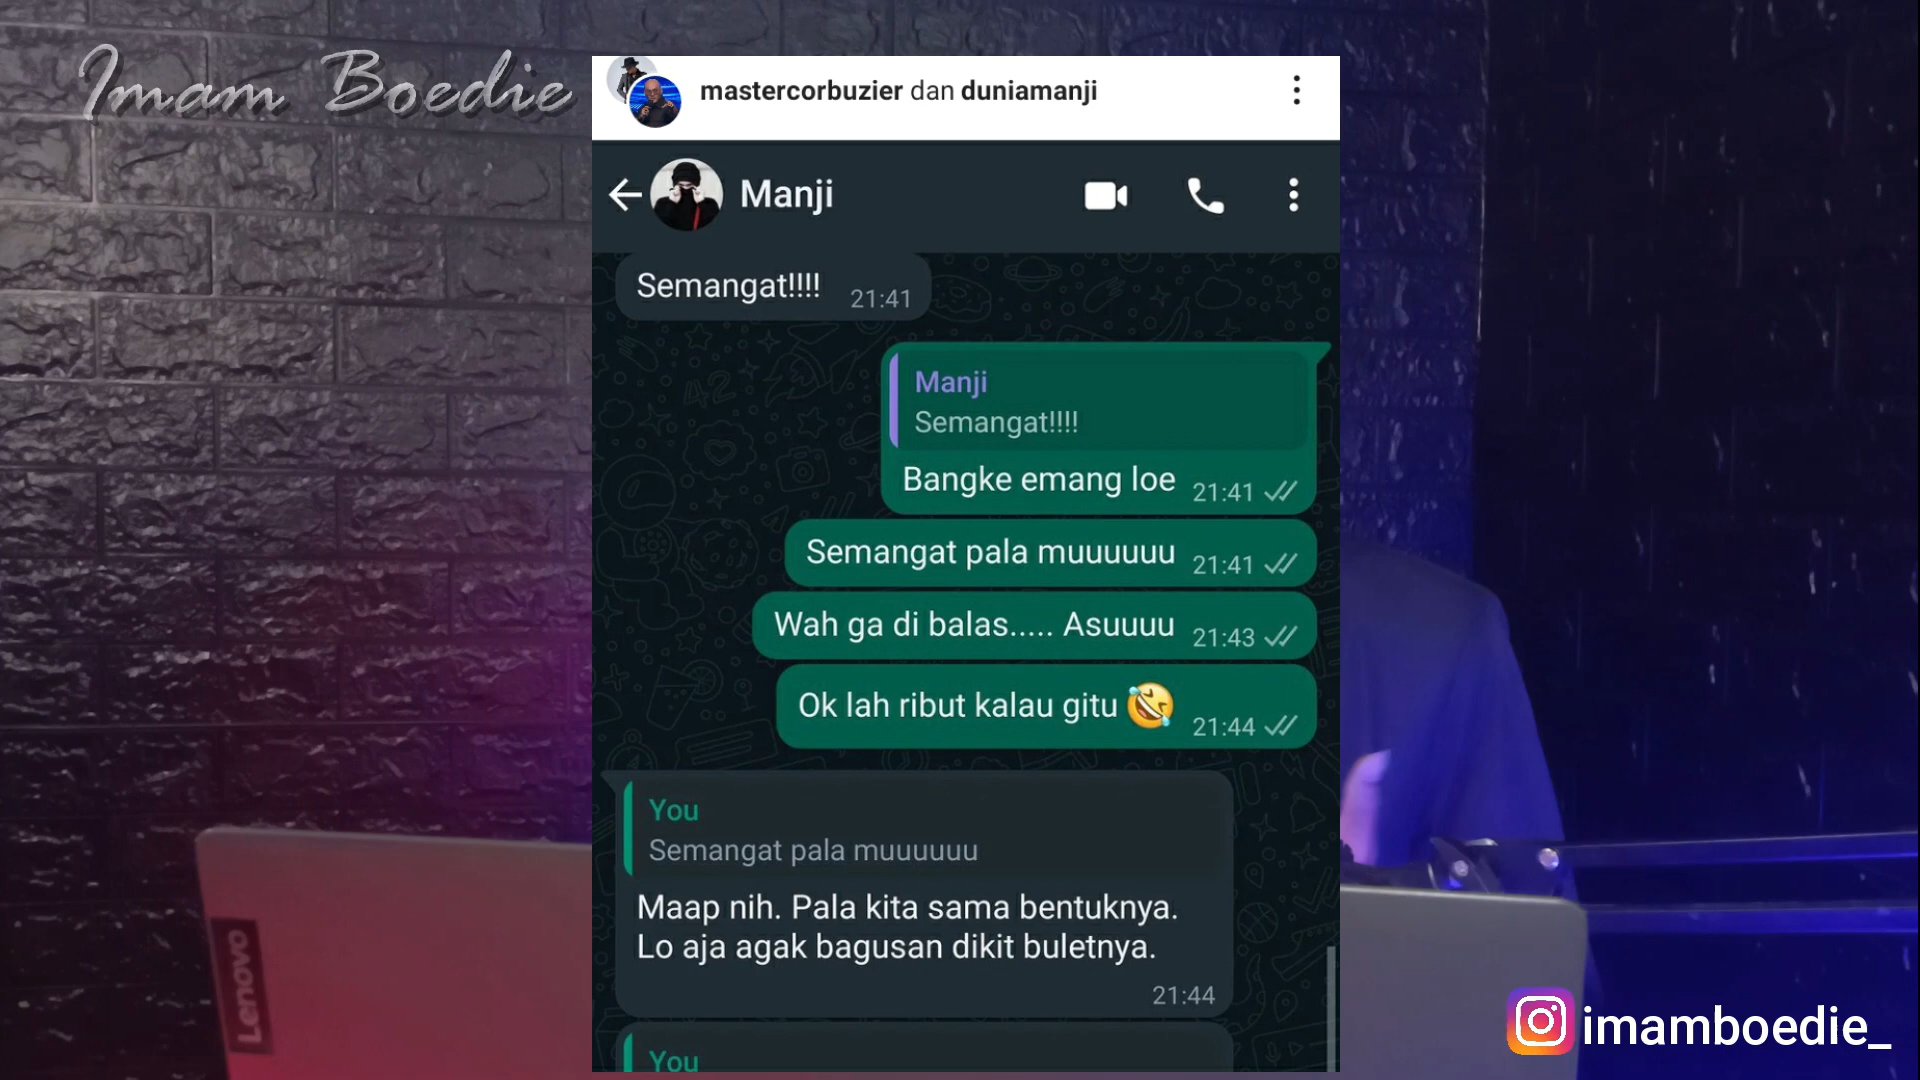 Imam Boedie
mastercorbuzier dan duniamanji
Manji
Semangat!!!! 21:41
Manji
Semangat!!!!
Bangke emang loe 21:41
Semangat pala muuuuuu 21:41
Wah ga di balas..... Asuuuu 21:43
Ok lah ribut kalau gitu 🤣 21:44
You
Semangat pala muuuuuu
Maap nih. Pala kita sama bentuknya.
Lo aja agak bagusan dikit buletnya.
21:44
You
Lenovo
imamboedie_